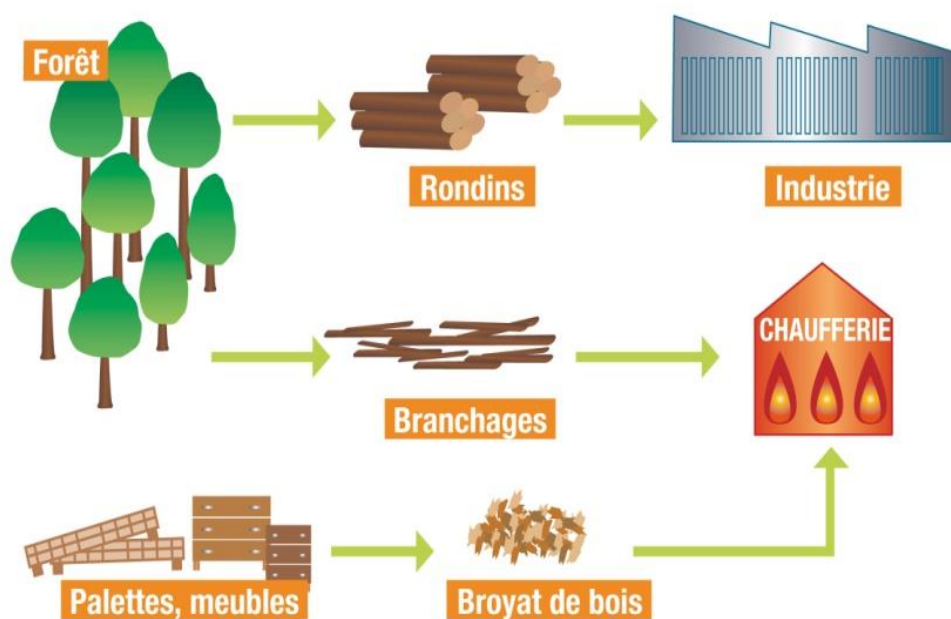 Forêt
Rondins
Industrie
CHAUFFERIE
Branchages
Palettes, meubles
Broyat de bois